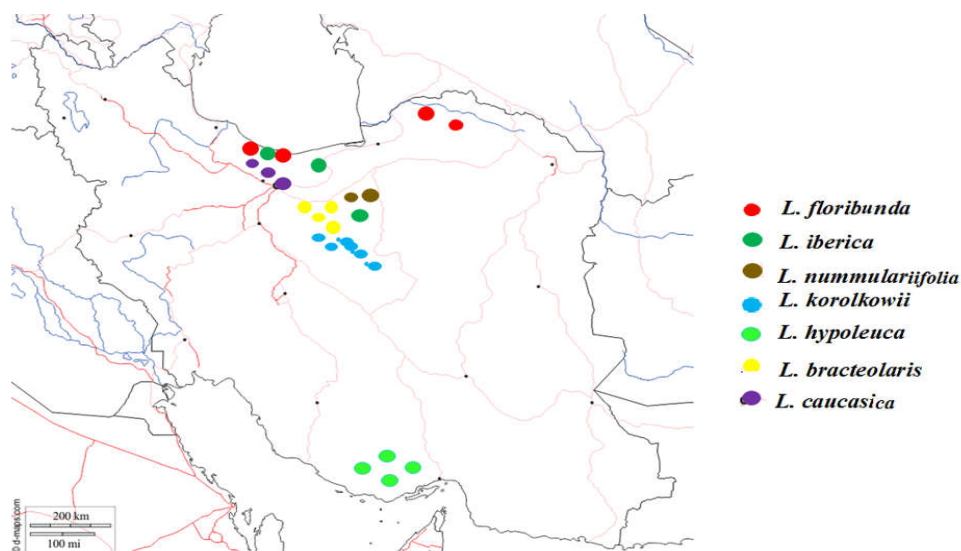 L. floribunda
L. iberica
L. nummulariifolia
L. korolkowii
L. hypoleuca
L. bracteolaris
L. caucasica
200 km
100 mi
© d-maps.com